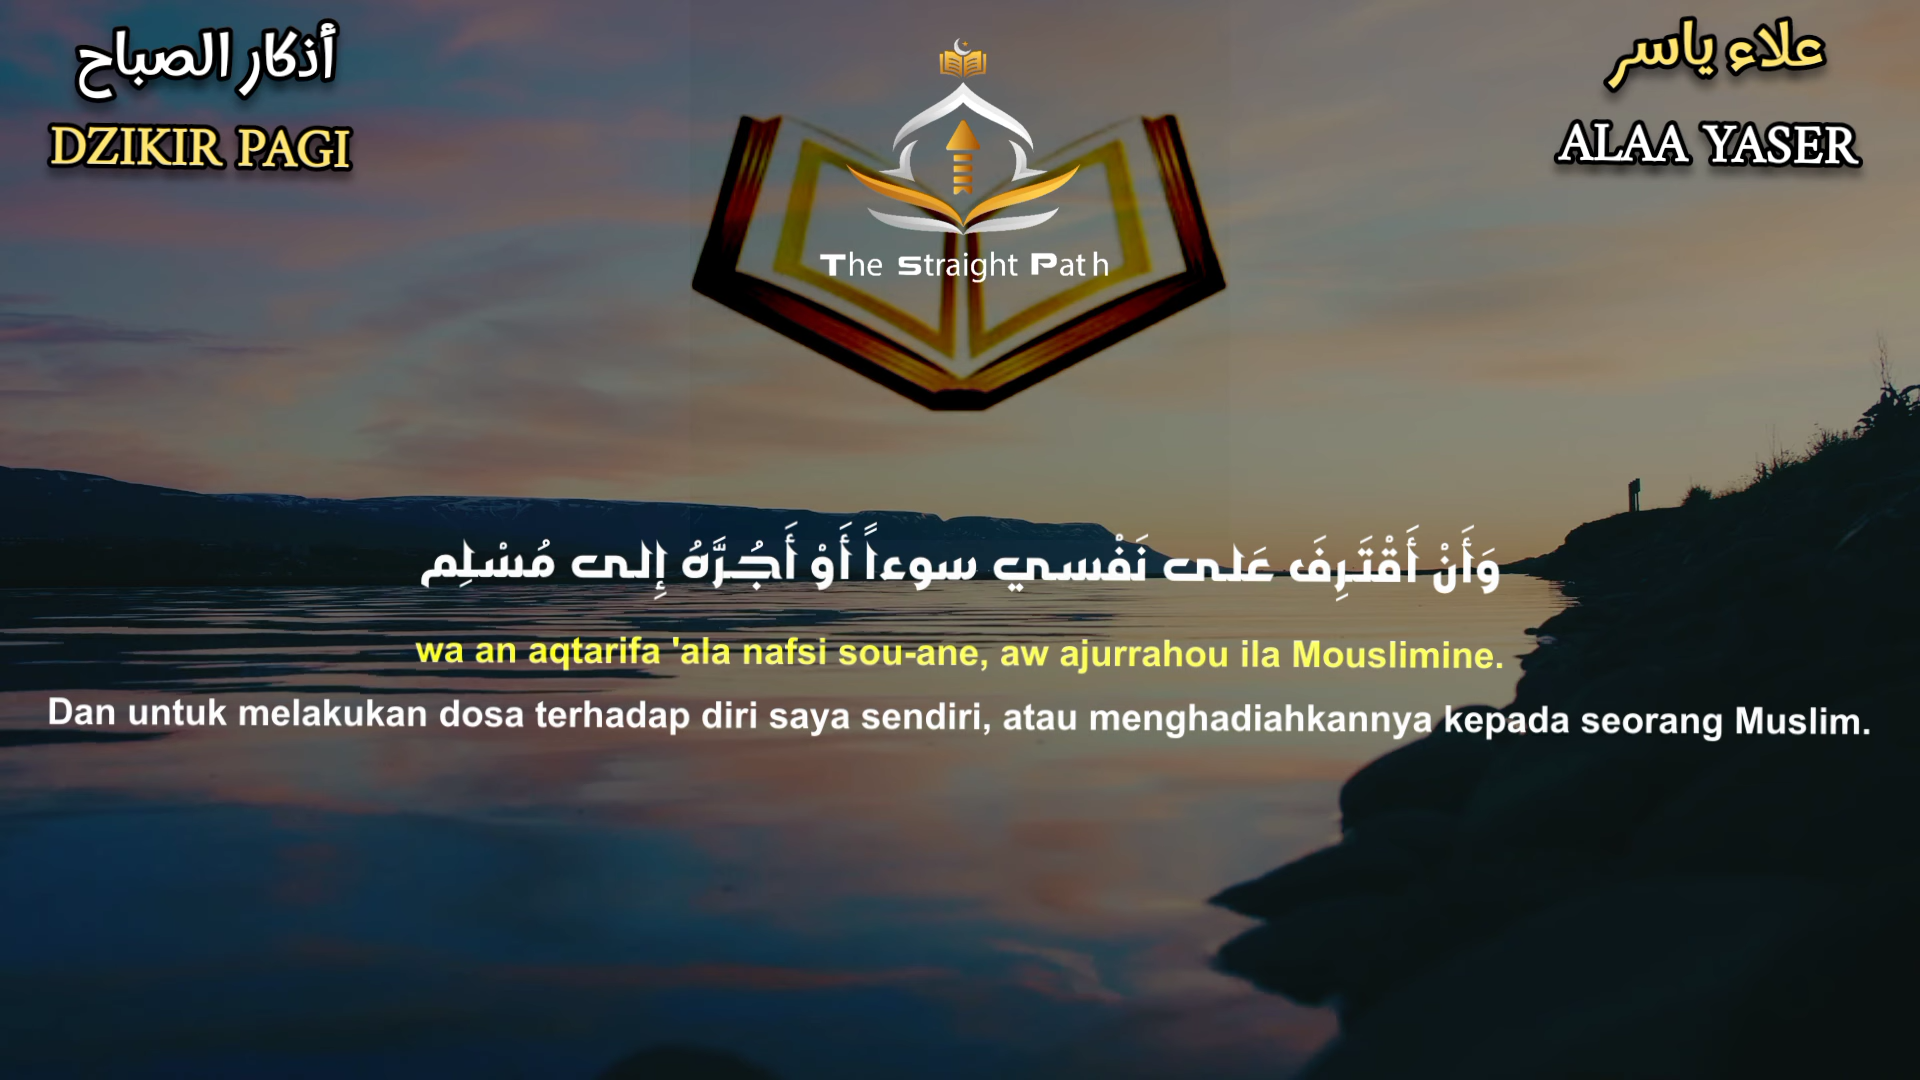 أذكار الصباح
DZIKIR PAGI
علاء ياسر
ALAA YASER
The Straight Path
وَأَنْ أَقْتَرِفَ عَلى نَفْسي سوءاً أَوْ أَجُرَّهُ إِلى مُسْلِم
wa an aqtarifa 'ala nafsi sou-ane, aw ajurrahou ila Mouslimine.
Dan untuk melakukan dosa terhadap diri saya sendiri, atau menghadiahkannya kepada seorang Muslim.